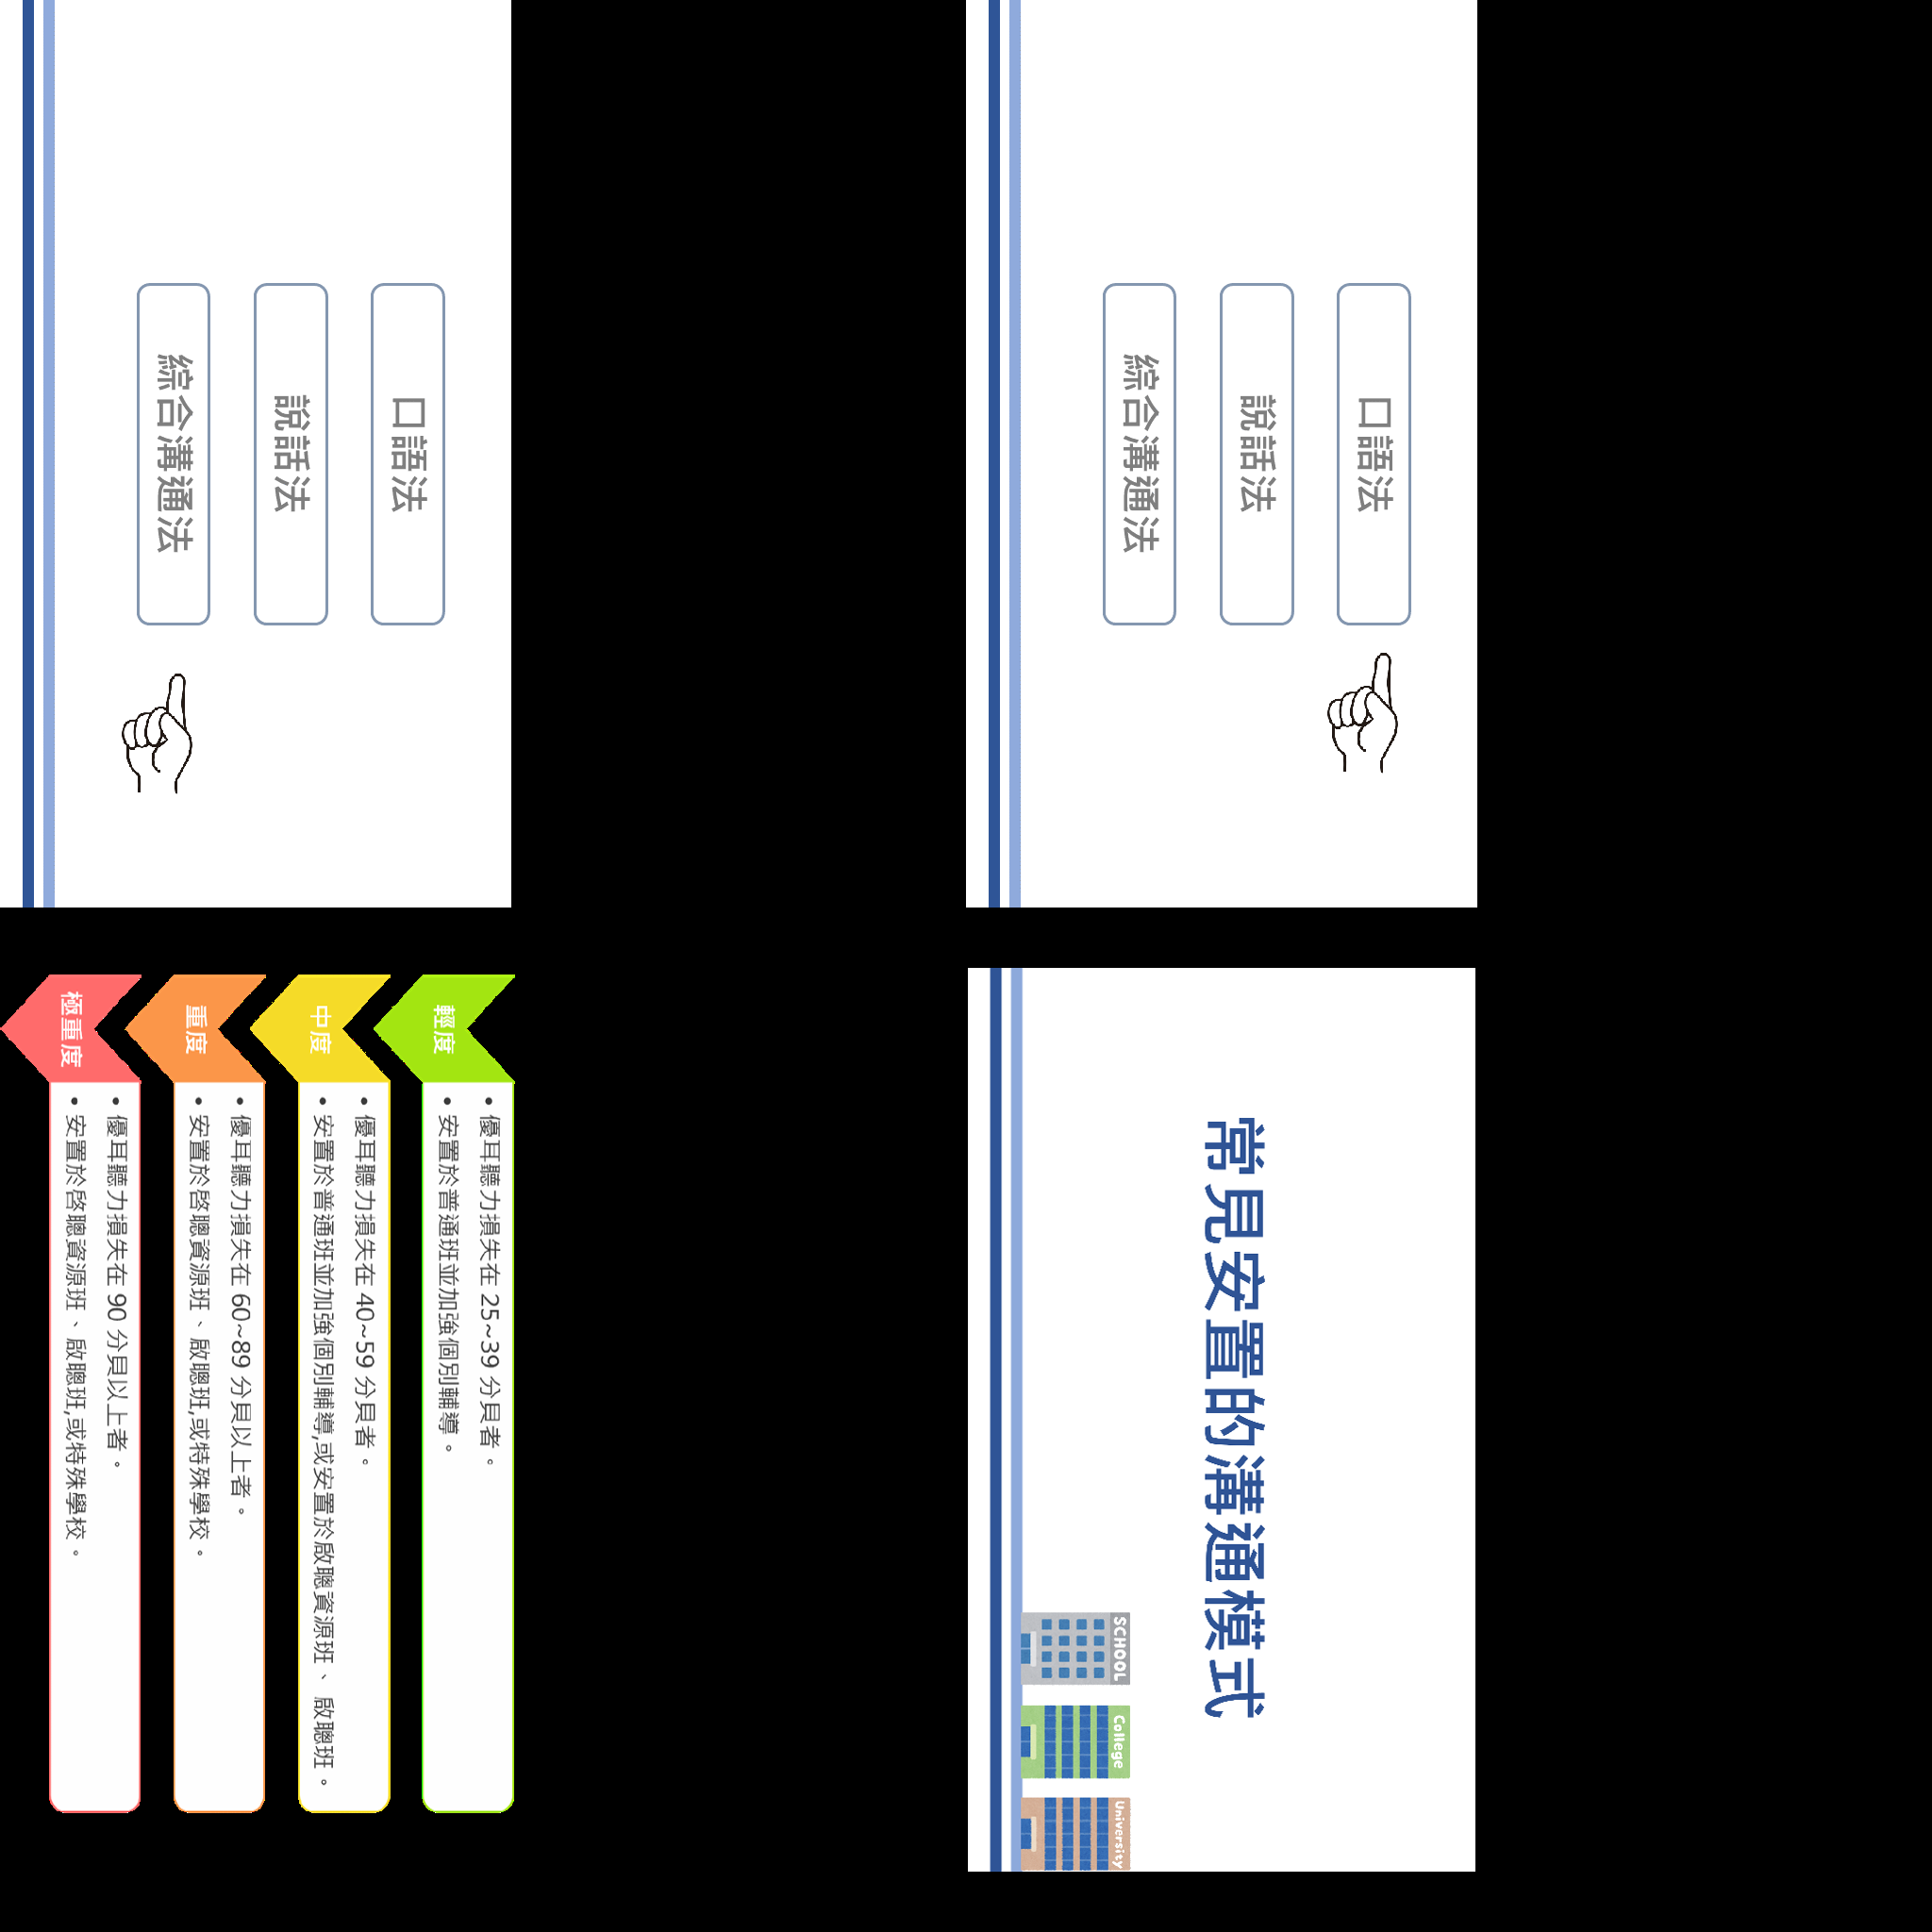 口語法
說話法
綜合溝通法
口語法
說話法
綜合溝通法
輕度
• 優耳聽力損失在 25~39 分貝者。
• 安置於普通班並加強個別輔導。
中度
• 優耳聽力損失在 40~59 分貝者。
• 安置於普通班並加強個別輔導,或安置於啟聰資源班、啟聰班。
重度
• 優耳聽力損失在 60~89 分貝以上者。
• 安置於啓聰資源班、啟聰班,或特殊學校。
極重度
• 優耳聽力損失在 90 分貝以上者。
• 安置於啓聰資源班、啟聰班,或特殊學校。
常見安置的溝通模式
SCHOOL
College
University